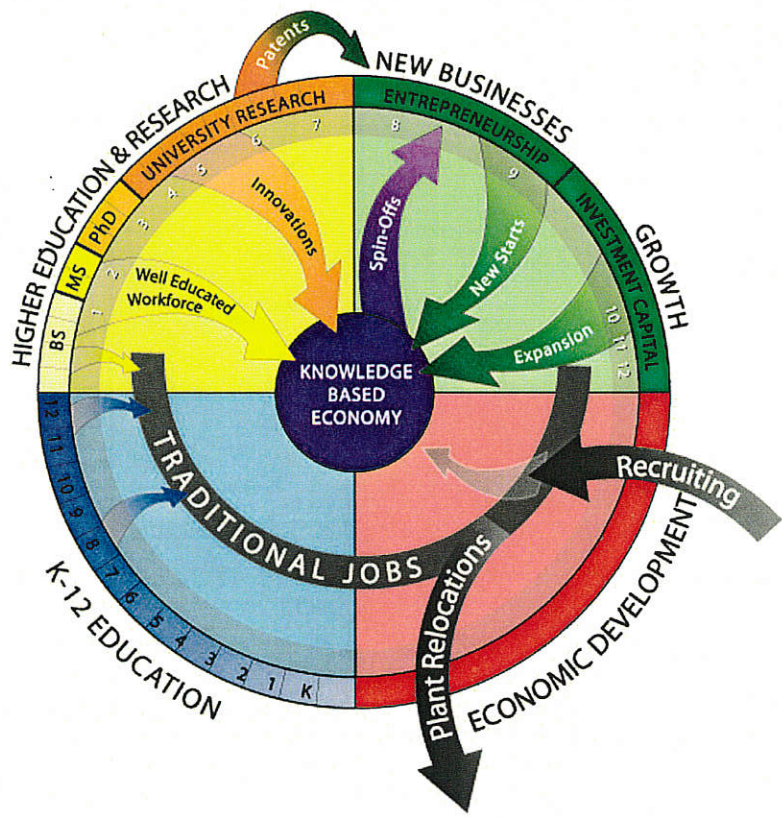 Patents
NEW BUSINESSES
HIGHER EDUCATION & RESEARCH
UNIVERSITY RESEARCH
ENTREPRENEURSHIP
INVESTMENT CAPITAL
GROWTH
PhD
MS
BS
1
2
3
4
5
6
7
8
9
10
11
12
Innovations
Well Educated
Workforce
Spin-Offs
New Starts
Expansion
KNOWLEDGE
BASED
ECONOMY
TRADITIONAL JOBS
Recruiting
Plant Relocations
ECONOMIC DEVELOPMENT
K-12 EDUCATION
12
11
10
9
8
7
6
5
4
3
2
1
K